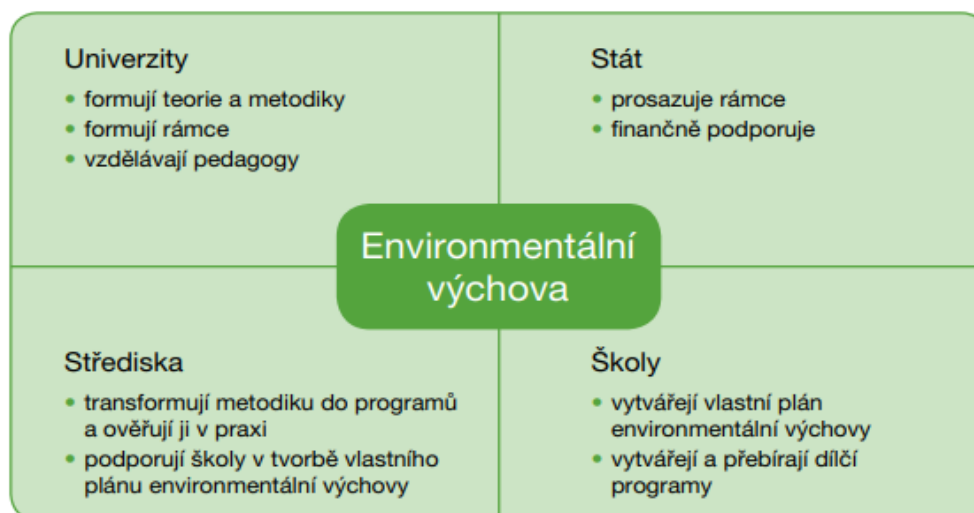 Univerzity
• formují teorie a metodiky
• formují rámce
• vzdělávají pedagogy
Stát
• prosazuje rámce
• finančně podporuje
Environmentální
výchova
Střediska
• transformují metodiku do programů
a ověřují ji v praxi
• podporují školy v tvorbě vlastního
plánu environmentální výchovy
Školy
• vytvářejí vlastní plán
environmentální výchovy
• vytvářejí a přebírají dílčí
programy